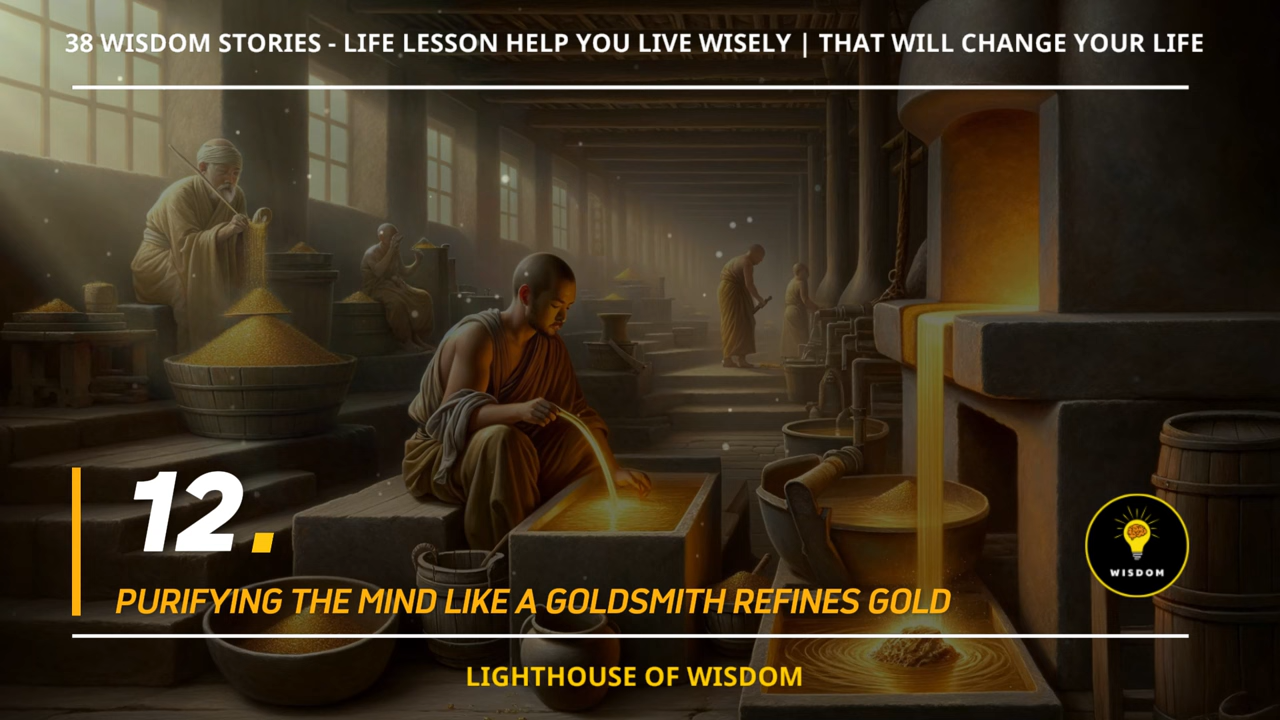 38 WISDOM STORIES - LIFE LESSON HELP YOU LIVE WISELY | THAT WILL CHANGE YOUR LIFE
12.
PURIFYING THE MIND LIKE A GOLDSMITH REFINES GOLD
WISDOM
LIGHTHOUSE OF WISDOM